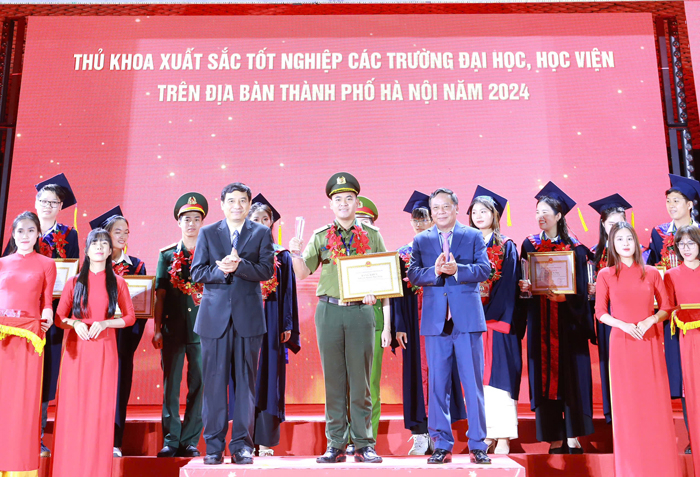 THỦ KHOA XUẤT SẮC TỐT NGHIỆP CÁC TRƯỜNG ĐẠI HỌC, HỌC VIỆN
TRÊN ĐỊA BÀN THÀNH PHỐ HÀ NỘI NĂM 2024